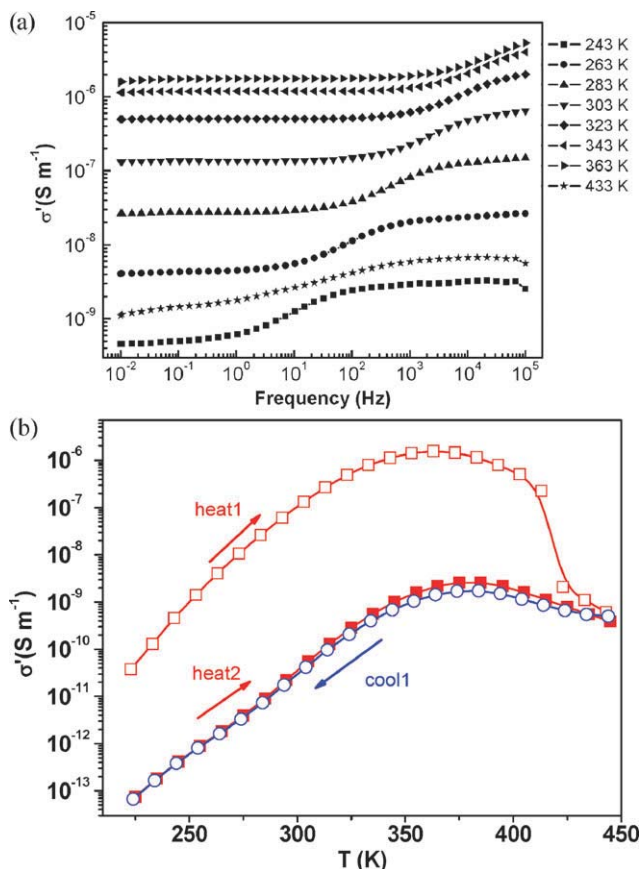 (a)
10⁻⁵
10⁻⁶
10⁻⁷
10⁻⁸
10⁻⁹
σ'(S m⁻¹)
10⁻² 10⁻¹ 10⁰ 10¹ 10² 10³ 10⁴ 10⁵
Frequency (Hz)
243 K
263 K
283 K
303 K
323 K
343 K
363 K
433 K
(b)
10⁻⁶
10⁻⁷
10⁻⁸
10⁻⁹
10⁻¹⁰
10⁻¹¹
10⁻¹²
10⁻¹³
σ'(S m⁻¹)
heat1
heat2
cool1
250 300 350 400 450
T (K)